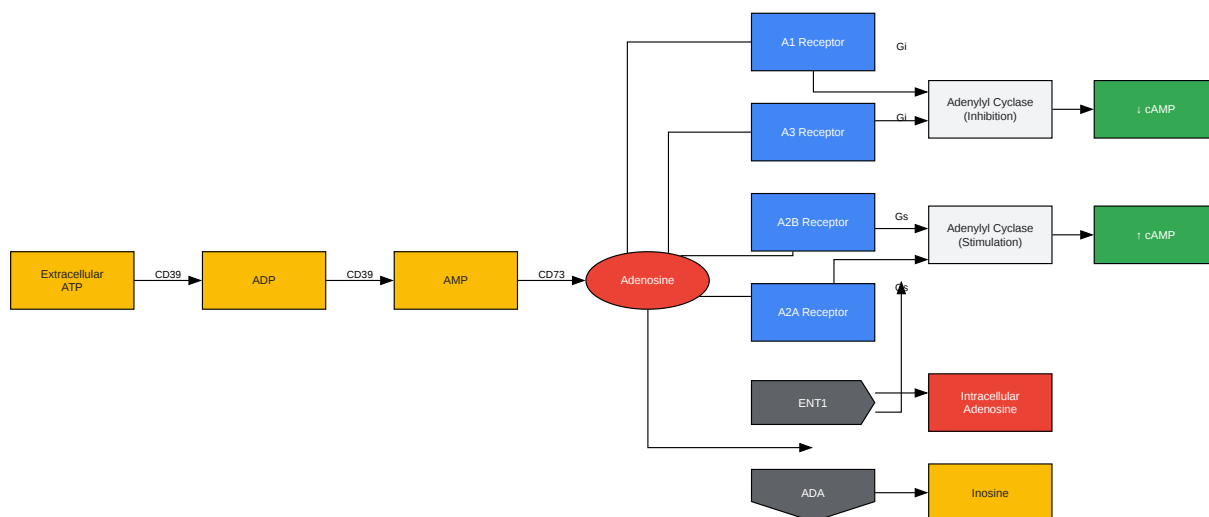 A1 Receptor
Gi
Adenylyl Cyclase
(Inhibition)
↓ cAMP
A3 Receptor
Gi
A2B Receptor
Gs
Adenylyl Cyclase
(Stimulation)
↑ cAMP
Extracellular
ATP
CD39
ADP
CD39
AMP
CD73
Adenosine
Gs
A2A Receptor
ENT1
Intracellular
Adenosine
ADA
Inosine